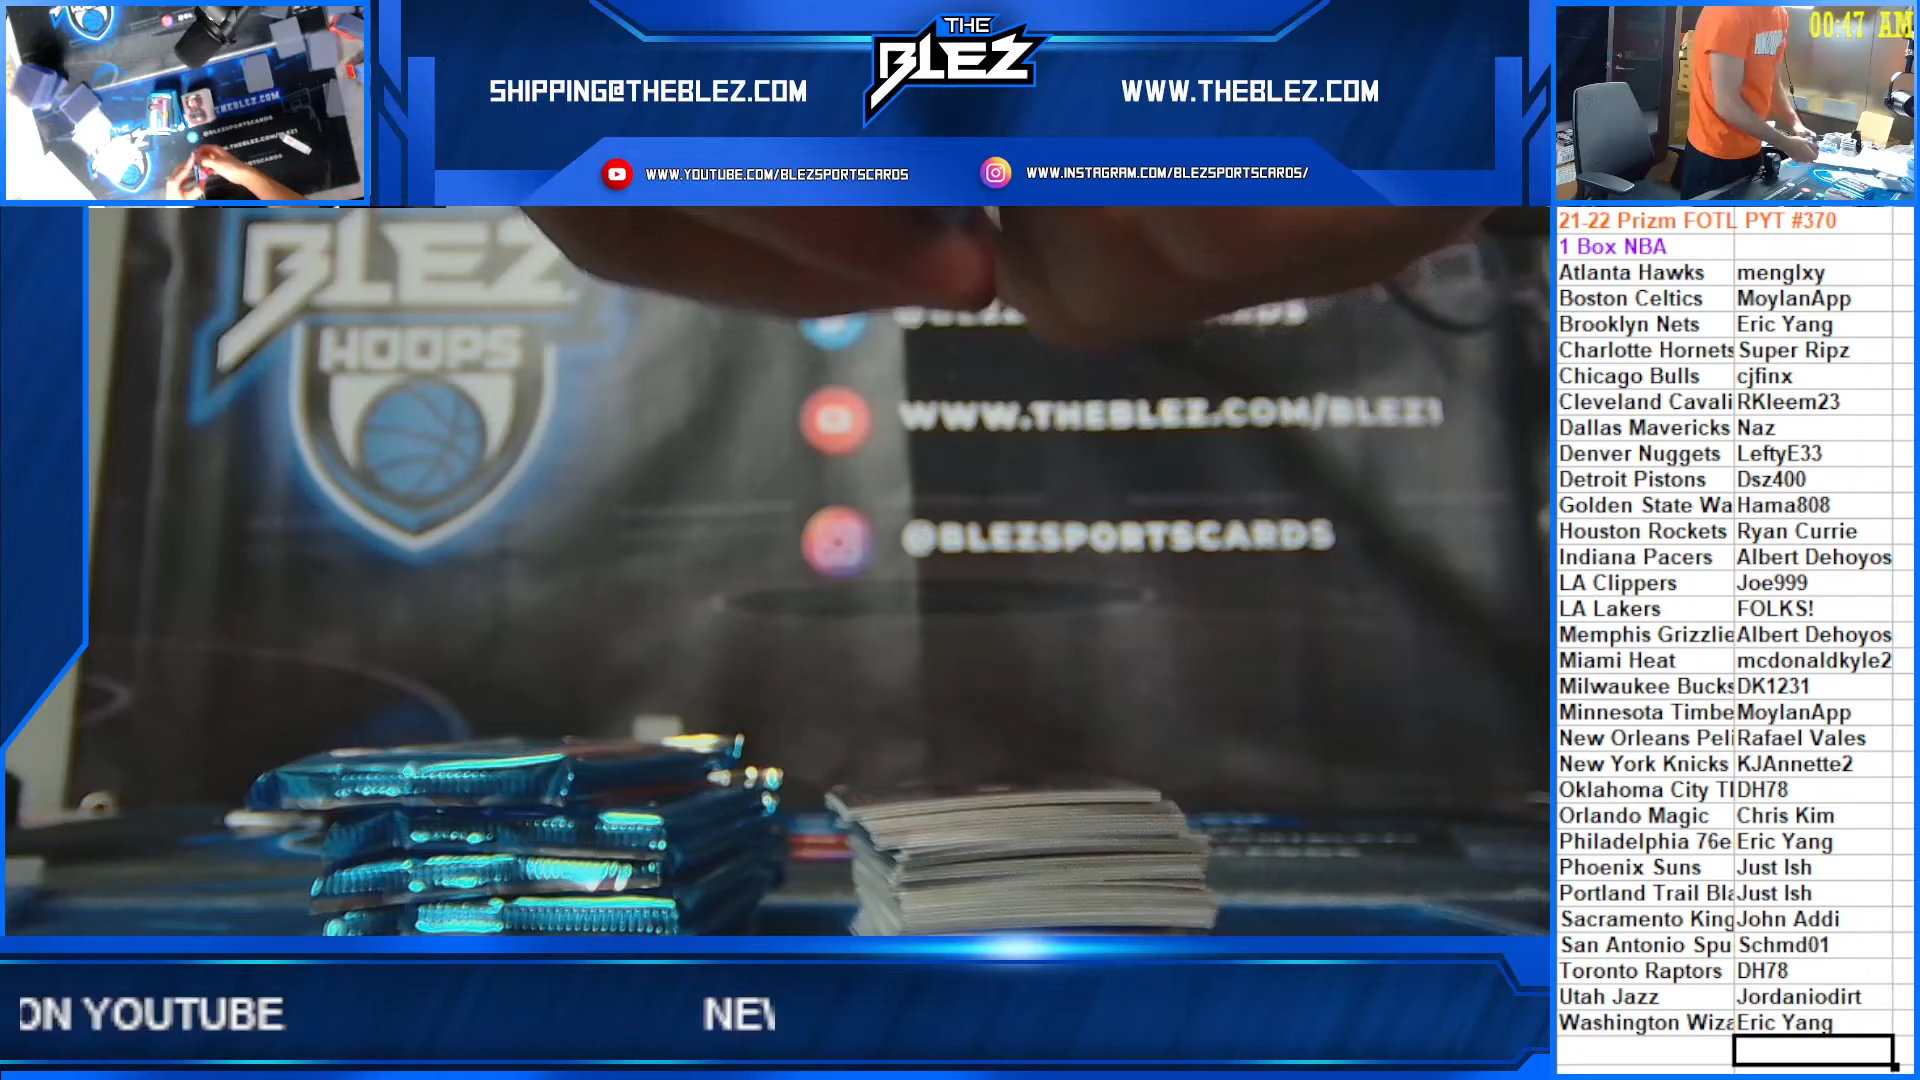 THE
BLEZ
SHIPPING@THEBLEZ.COM
WWW.THEBLEZ.COM
WWW.YOUTUBE.COM/BLEZSPORTSCARDS
WWW.INSTAGRAM.COM/BLEZSPORTSCARDS/
00:47 AM
BLEZ
HOOPS
WWW.THEBLEZ.COM/BLEZ1
@BLEZSPORTSCARDS
21-22 Prizm FOTL PYT #370
1 Box NBA
Atlanta Hawks menglxy
Boston Celtics MoylanApp
Brooklyn Nets Eric Yang
Charlotte Hornets Super Ripz
Chicago Bulls cjfinx
Cleveland Cavali RKleem23
Dallas Mavericks Naz
Denver Nuggets LeftyE33
Detroit Pistons Dsz400
Golden State Wa Hama808
Houston Rockets Ryan Currie
Indiana Pacers Albert Dehoyos
LA Clippers Joe999
LA Lakers FOLKS!
Memphis Grizzlie Albert Dehoyos
Miami Heat mcdonaldkyle2
Milwaukee Bucks DK1231
Minnesota Timbe MoylanApp
New Orleans Peli Rafael Vales
New York Knicks KJAnnette2
Oklahoma City Tl DH78
Orlando Magic Chris Kim
Philadelphia 76e Eric Yang
Phoenix Suns Just Ish
Portland Trail Bla Just Ish
Sacramento King John Addi
San Antonio Spu Schmd01
Toronto Raptors DH78
Utah Jazz Jordaniodirt
Washington Wiza Eric Yang
ON YOUTUBE
NEW